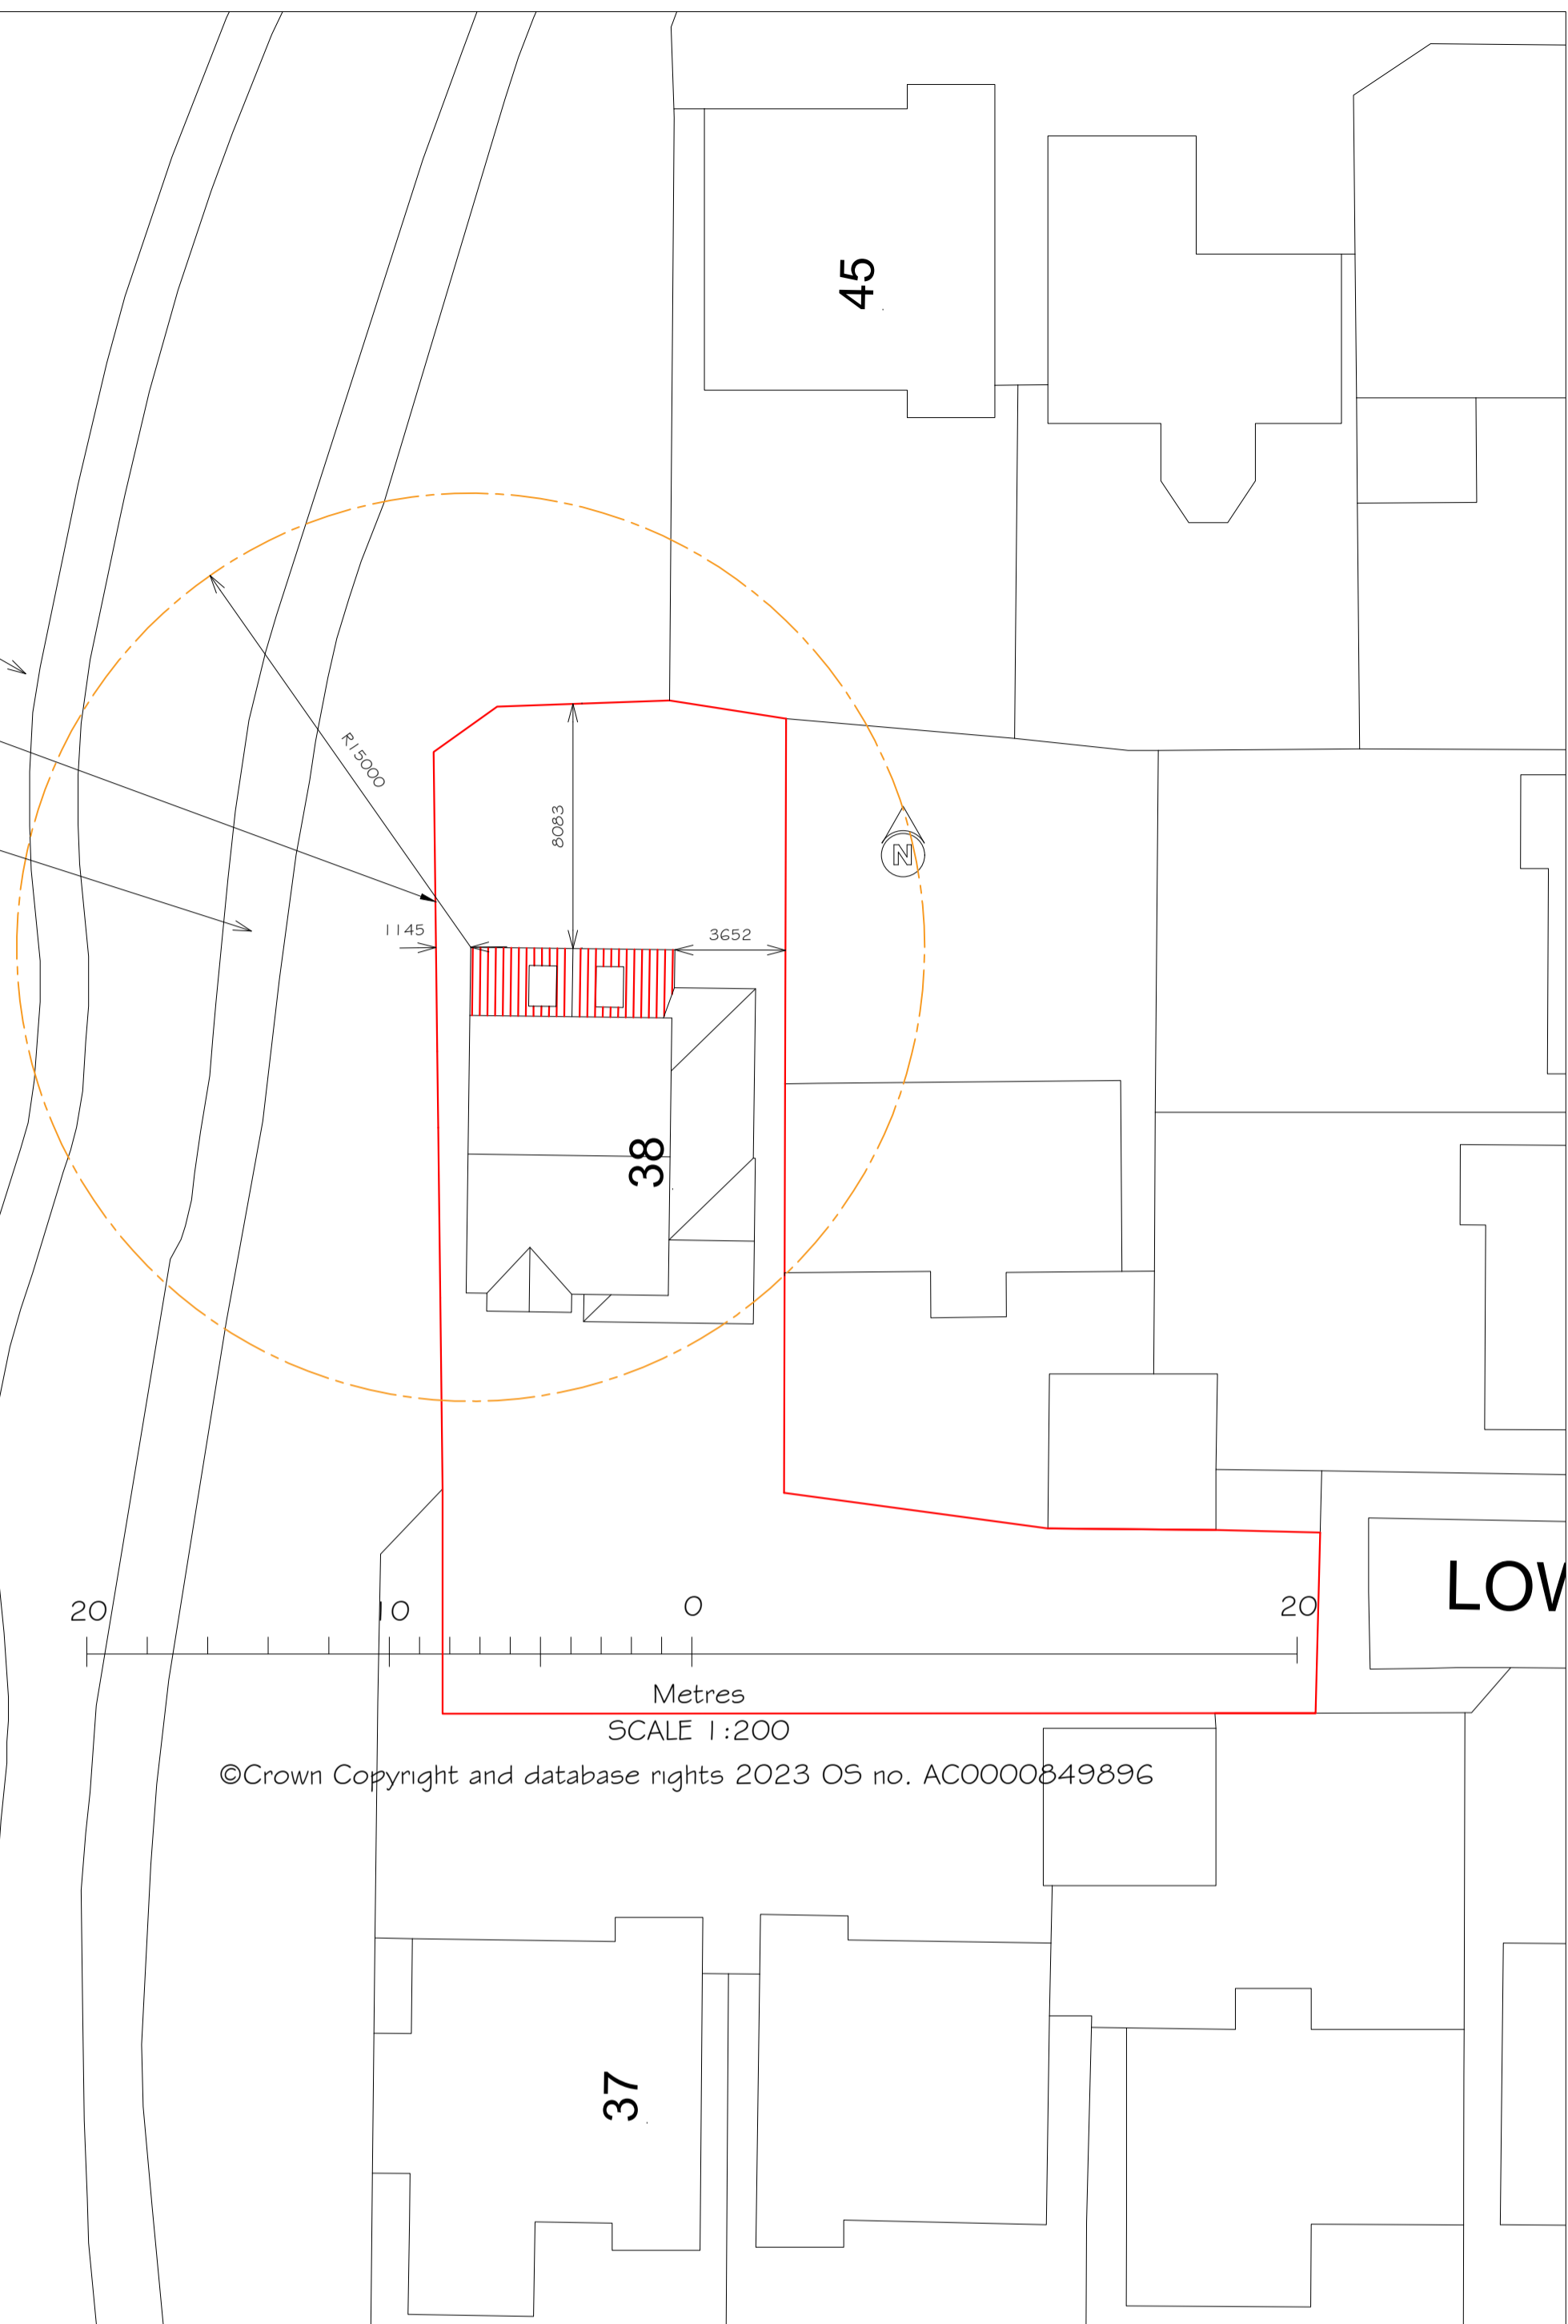 45
R15000
8083
N
1145
3652
38
20
10
0
20
LOW
Metres
SCALE 1:200
©Crown Copyright and database rights 2023 OS no. AC0000849896
37